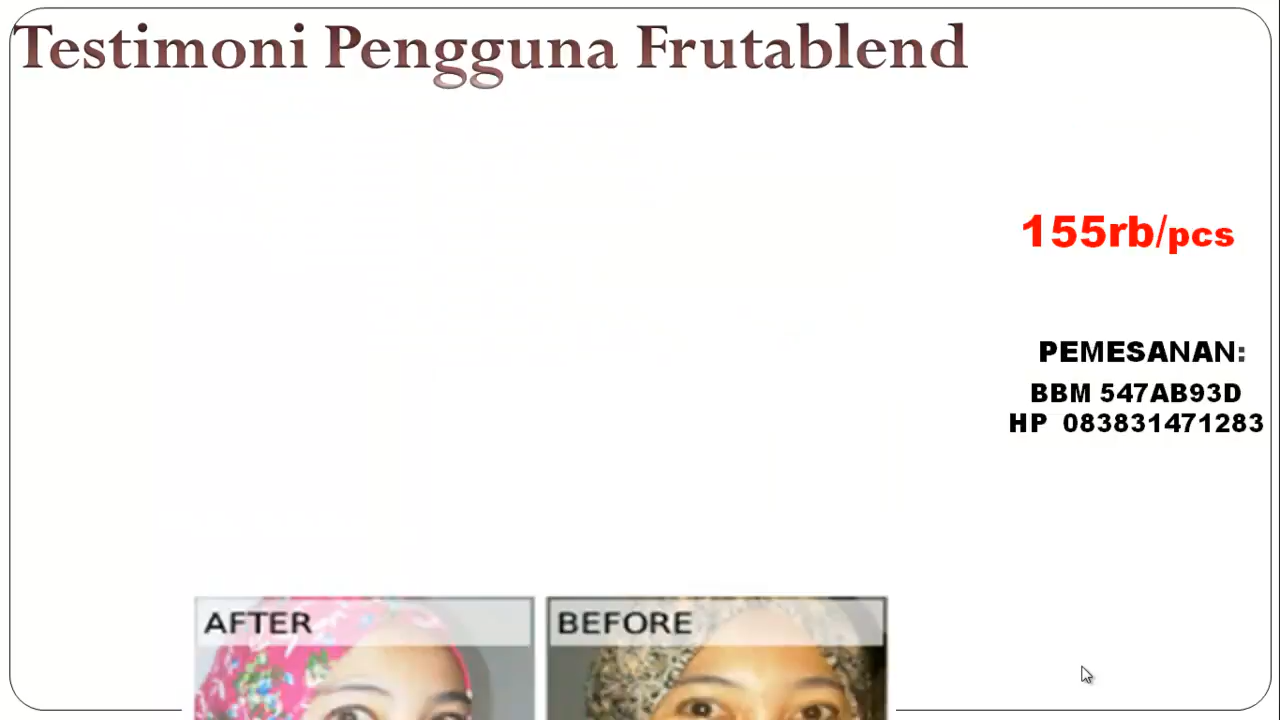 Testimoni Pengguna Frutablend
155rb/pcs
PEMESANAN:
BBM 547AB93D
HP 083831471283
AFTER
BEFORE